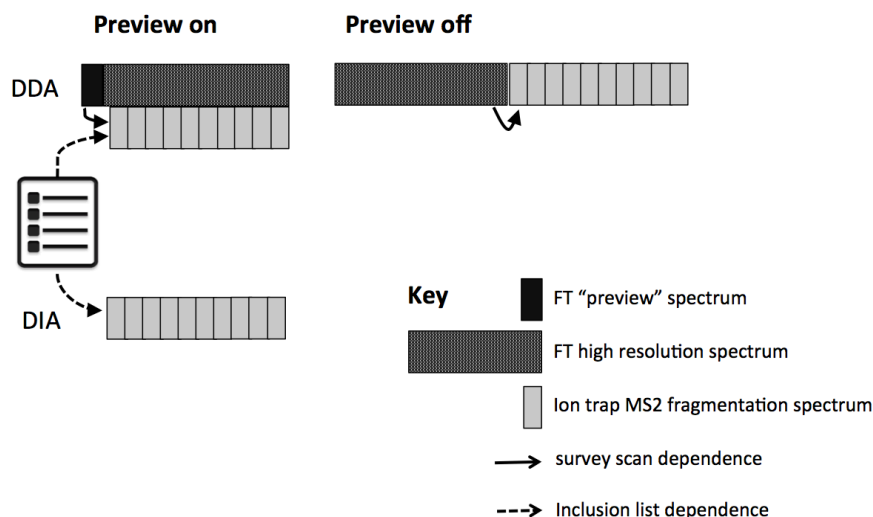 Preview on
Preview off
DDA
DIA
Key
FT “preview” spectrum
FT high resolution spectrum
Ion trap MS2 fragmentation spectrum
survey scan dependence
Inclusion list dependence